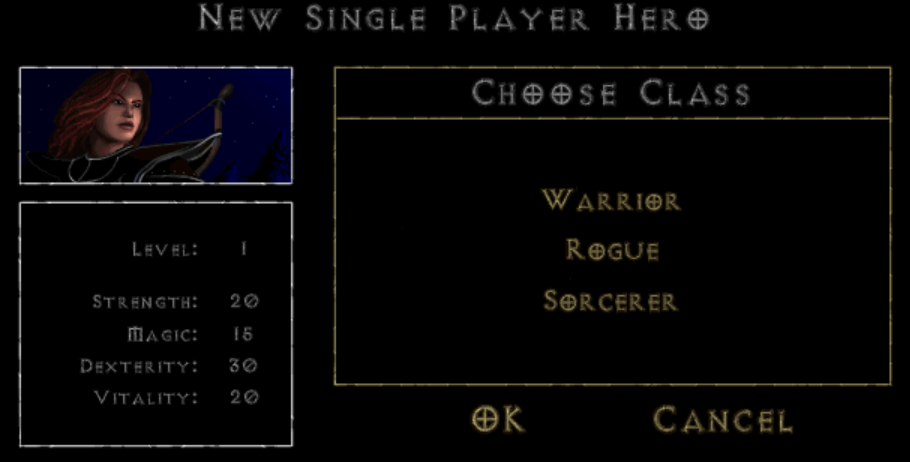 New Single Player Hero
Choose Class
Warrior
Rogue
Sorcerer
Level: 1
Strength: 20
Magic: 15
Dexterity: 30
Vitality: 20
OK
Cancel